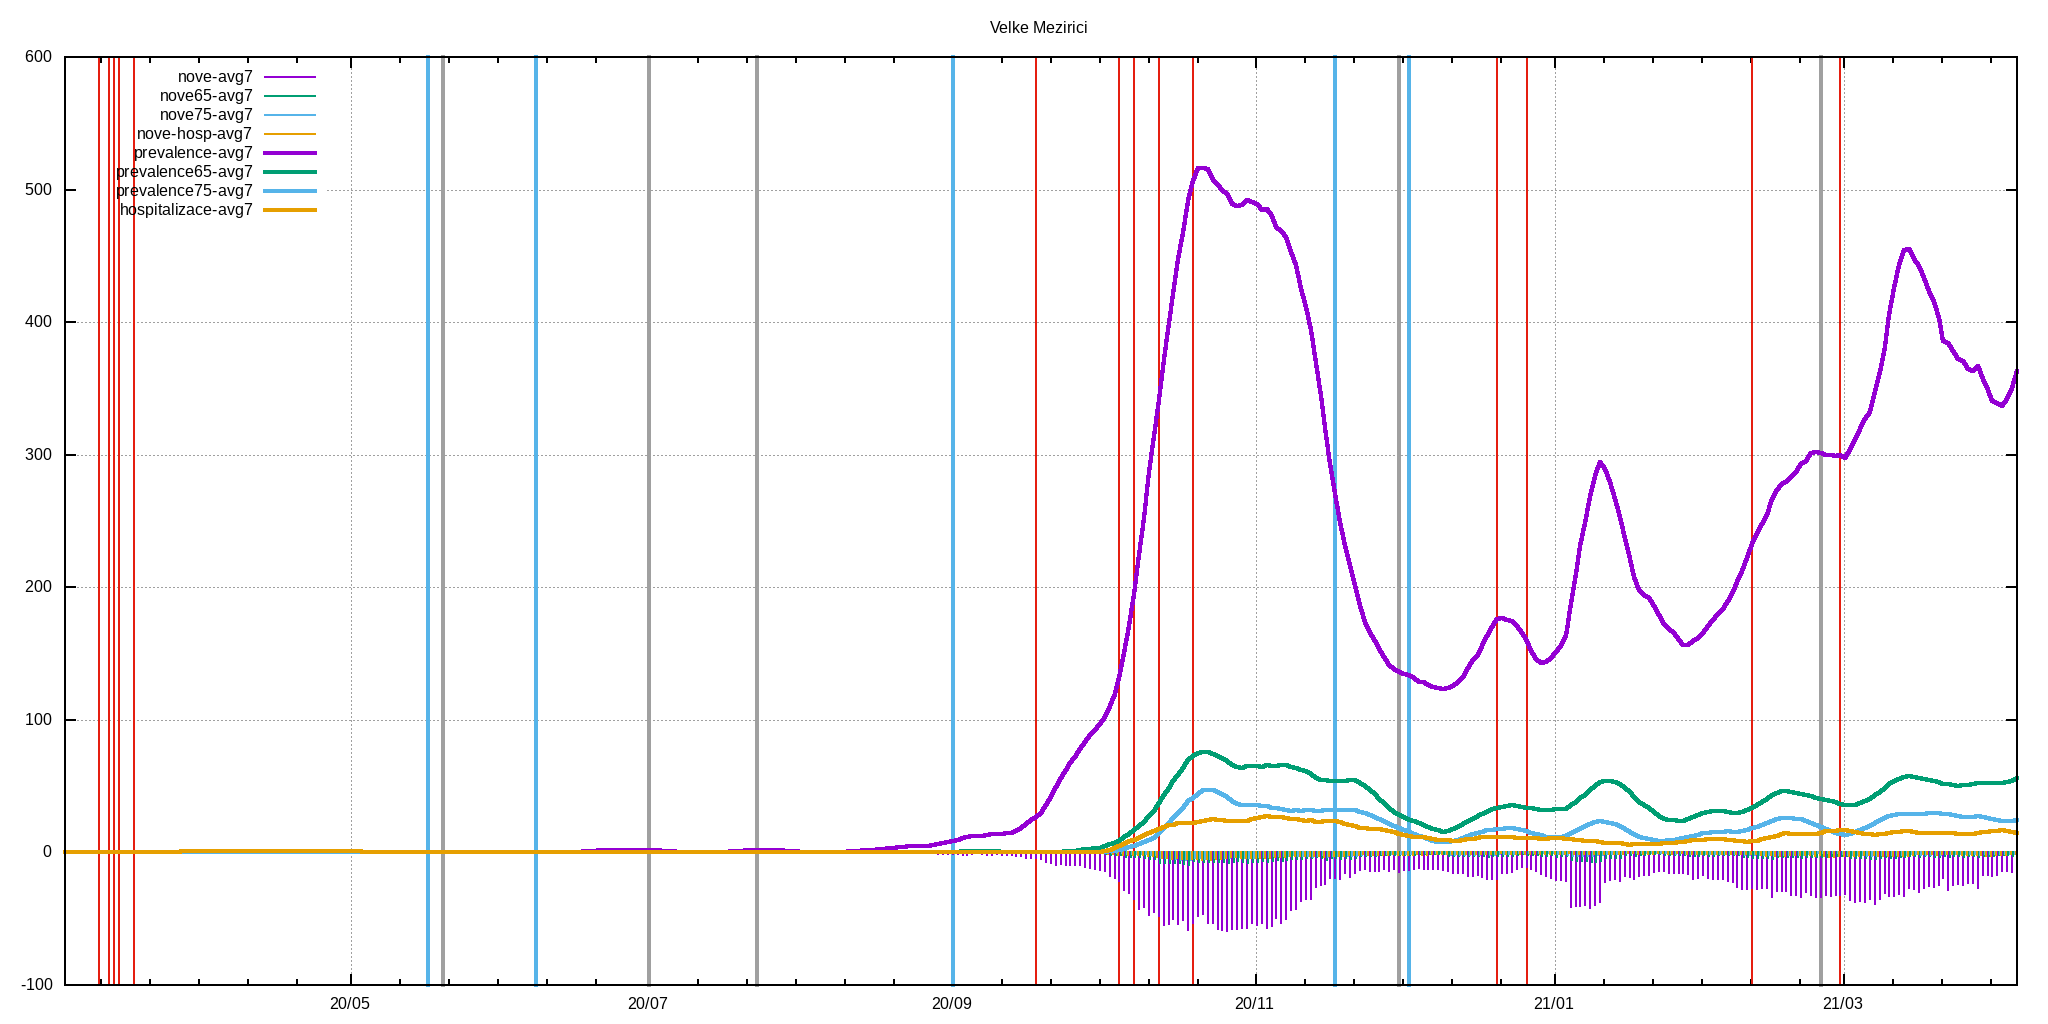 Velke Mezirici
600
500
400
300
200
100
0
-100
nove-avg7
nove65-avg7
nove75-avg7
nove-hosp-avg7
prevalence-avg7
prevalence65-avg7
prevalence75-avg7
hospitalizace-avg7
20/05 20/07 20/09 20/11 21/01 21/03